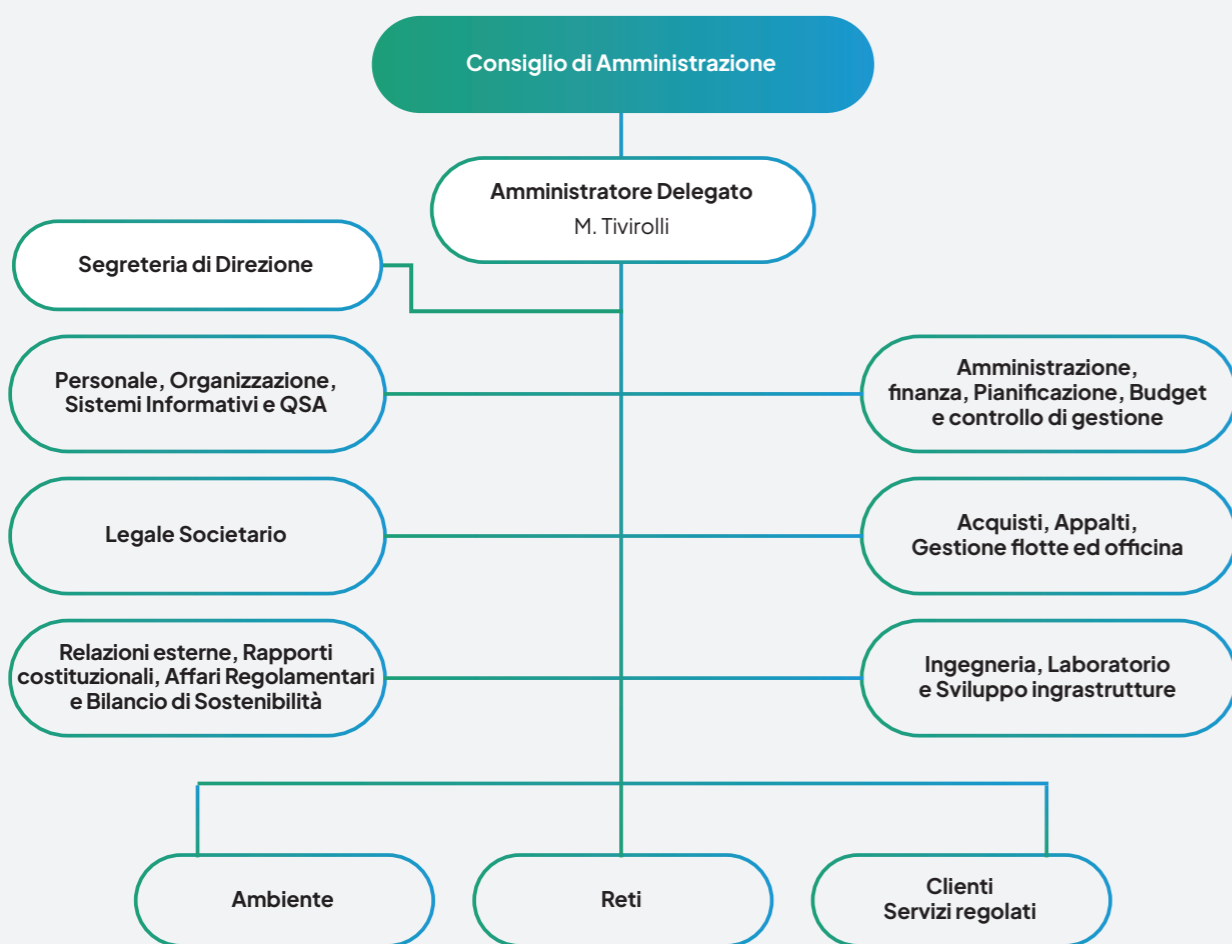 Consiglio di Amministrazione
Amministratore Delegato
M. Tivirolli
Segreteria di Direzione
Personale, Organizzazione,
Sistemi Informativi e QSA
Amministrazione,
finanza, Pianificazione, Budget
e controllo di gestione
Legale Societario
Acquisti, Appalti,
Gestione flotte ed officina
Relazioni esterne, Rapporti
costituzionali, Affari Regolamentari
e Bilancio di Sostenibilità
Ingegneria, Laboratorio
e Sviluppo ingrastrutture
Ambiente
Reti
Clienti
Servizi regolati